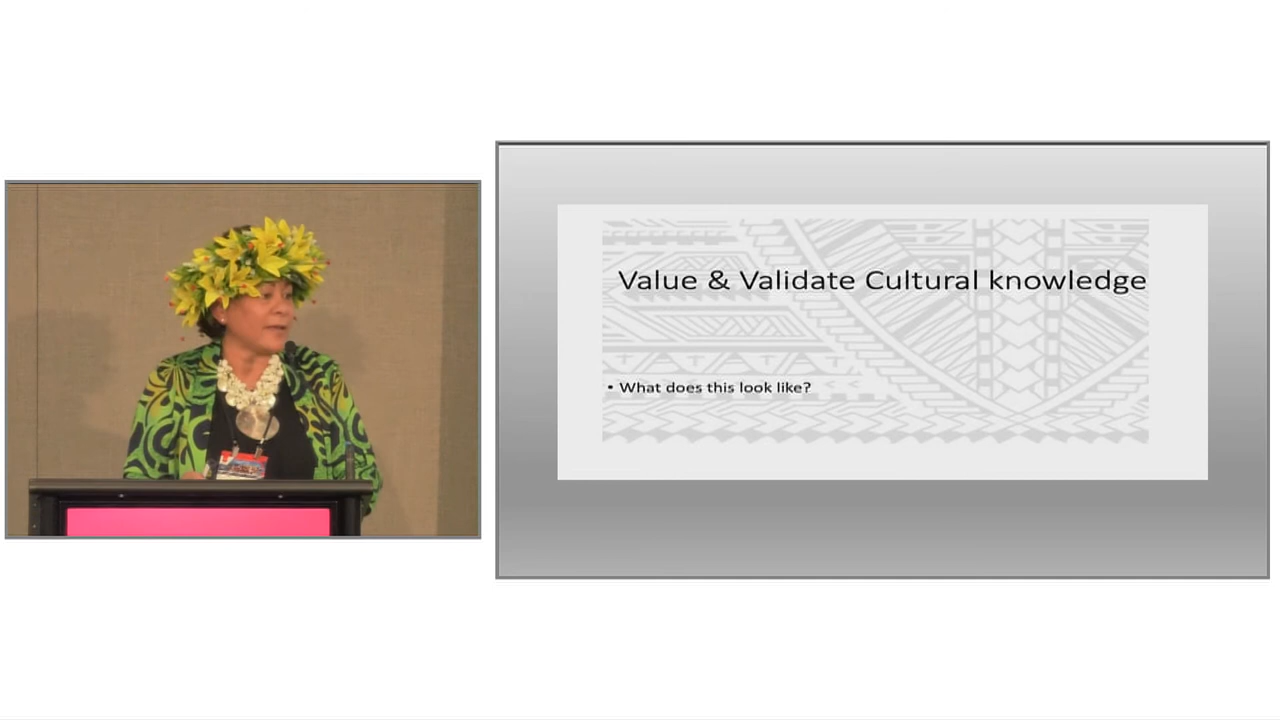 Value & Validate Cultural knowledge
• What does this look like?